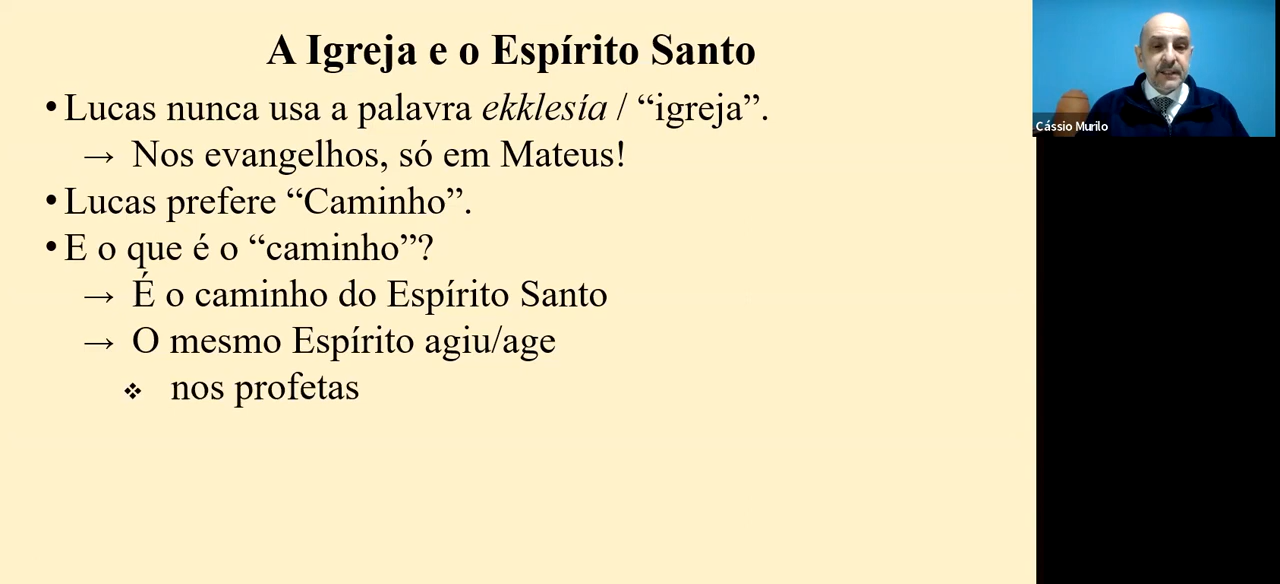 A Igreja e o Espírito Santo
• Lucas nunca usa a palavra ekklesía / “igreja”.
→ Nos evangelhos, só em Mateus!
• Lucas prefere “Caminho”.
• E o que é o “caminho”?
→ É o caminho do Espírito Santo
→ O mesmo Espírito agiu/age
❖ nos profetas
Cássio Murilo